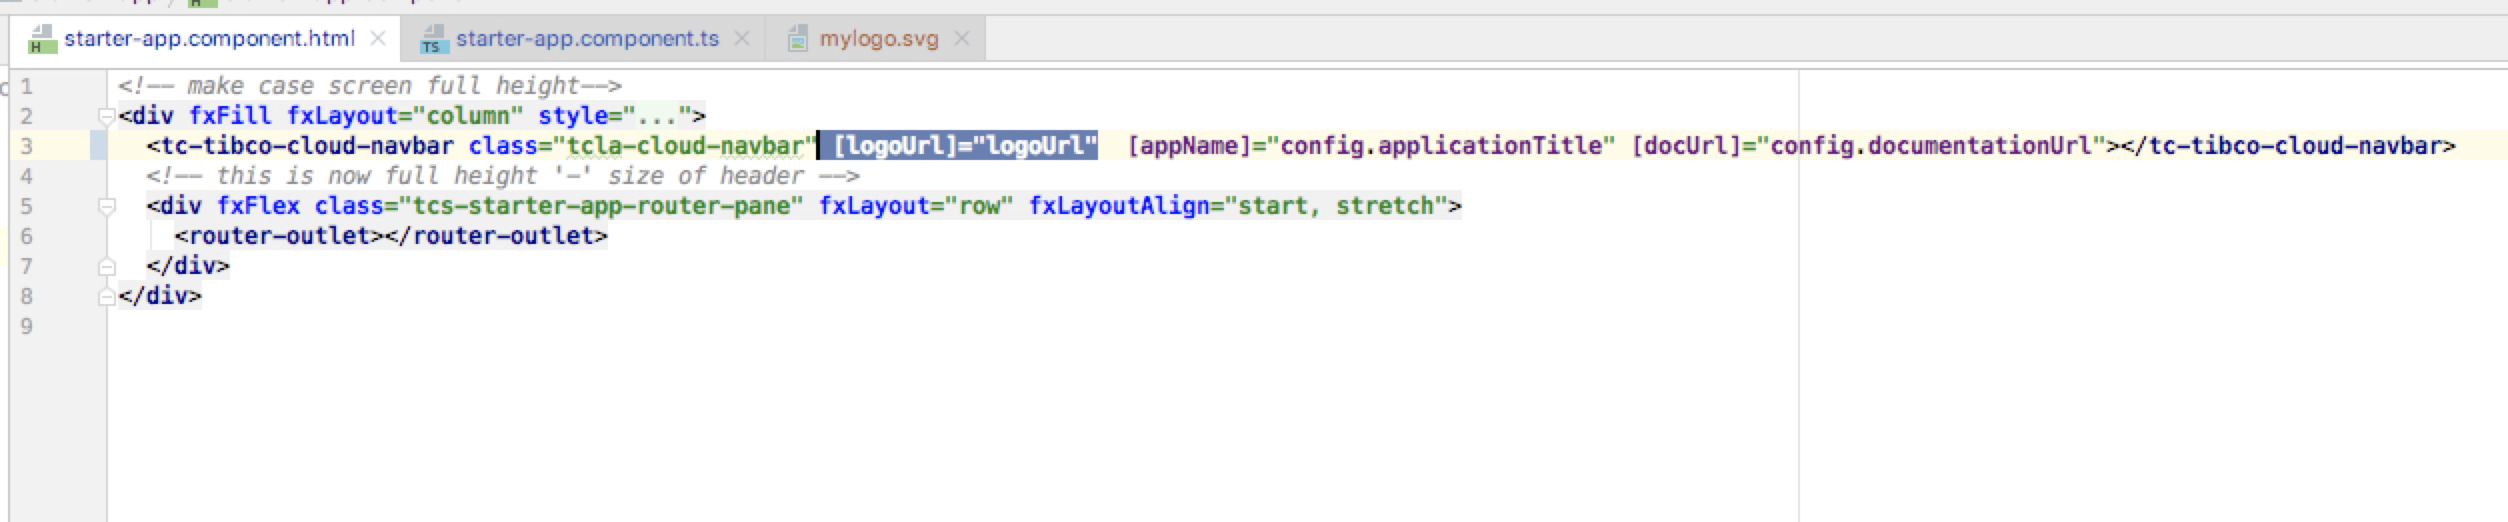 starter-app.component.html starter-app.component.ts mylogo.svg
1 <!-- make case screen full height-->
2 <div fxFill fxLayout="column" style="...">
3 <tc-tibco-cloud-navbar class="tcla-cloud-navbar" [logoUrl]="logoUrl" [appName]="config.applicationTitle" [docUrl]="config.documentationUrl"></tc-tibco-cloud-navbar>
4 <!-- this is now full height '-' size of header -->
5 <div fxFlex class="tcs-starter-app-router-pane" fxLayout="row" fxLayoutAlign="start, stretch">
6 <router-outlet></router-outlet>
7 </div>
8 </div>
9